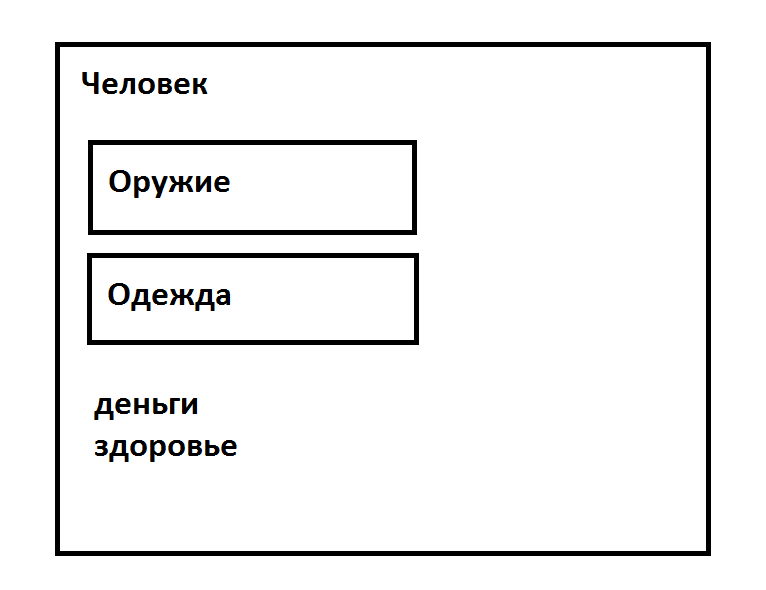 Человек
Оружие
Одежда
деньги
здоровье